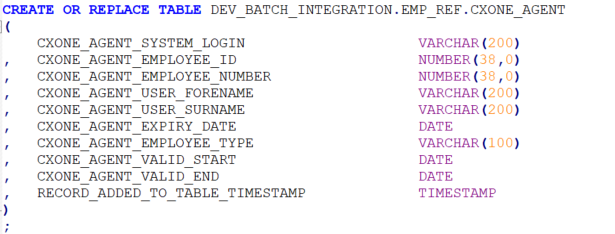 CREATE OR REPLACE TABLE DEV_BATCH_INTEGRATION.EMP_REF.CXONE_AGENT
(
CXONE_AGENT_SYSTEM_LOGIN VARCHAR(200)
, CXONE_AGENT_EMPLOYEE_ID NUMBER(38,0)
, CXONE_AGENT_EMPLOYEE_NUMBER NUMBER(38,0)
, CXONE_AGENT_USER_FORENAME VARCHAR(200)
, CXONE_AGENT_USER_SURNAME VARCHAR(200)
, CXONE_AGENT_EXPIRY_DATE DATE
, CXONE_AGENT_EMPLOYEE_TYPE VARCHAR(100)
, CXONE_AGENT_VALID_START DATE
, CXONE_AGENT_VALID_END DATE
, RECORD_ADDED_TO_TABLE_TIMESTAMP TIMESTAMP
)
;